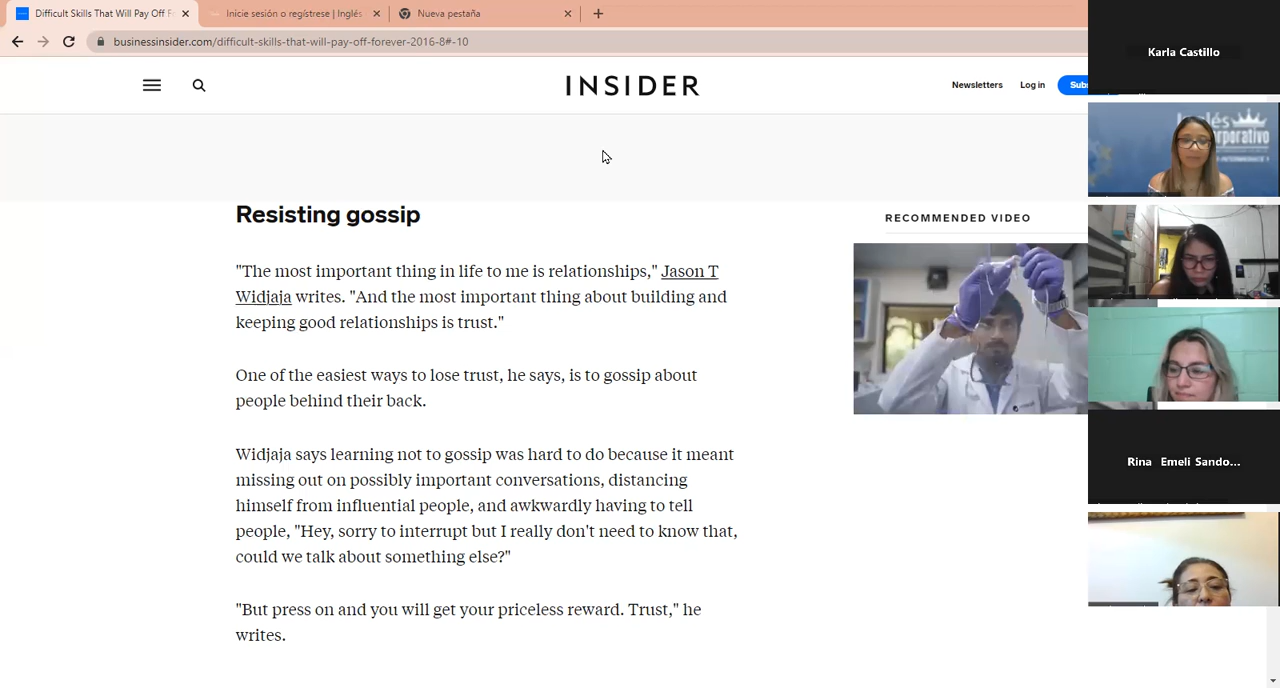 Difficult Skills That Will Pay Off F
Inicie sesión o regístrese | Inglés
Nueva pestaña
businessinsider.com/difficult-skills-that-will-pay-off-forever-2016-8#-10
Karla Castillo
INSIDER
Newsletters
Log in
Subs
Inglés
rporativo
INTERMEDIATE 1
Resisting gossip
RECOMMENDED VIDEO
"The most important thing in life to me is relationships," Jason T
Widjaja writes. "And the most important thing about building and
keeping good relationships is trust."
One of the easiest ways to lose trust, he says, is to gossip about
people behind their back.
Widjaja says learning not to gossip was hard to do because it meant
missing out on possibly important conversations, distancing
himself from influential people, and awkwardly having to tell
people, "Hey, sorry to interrupt but I really don't need to know that,
could we talk about something else?"
"But press on and you will get your priceless reward. Trust," he
writes.
Rina Emeli Sando...